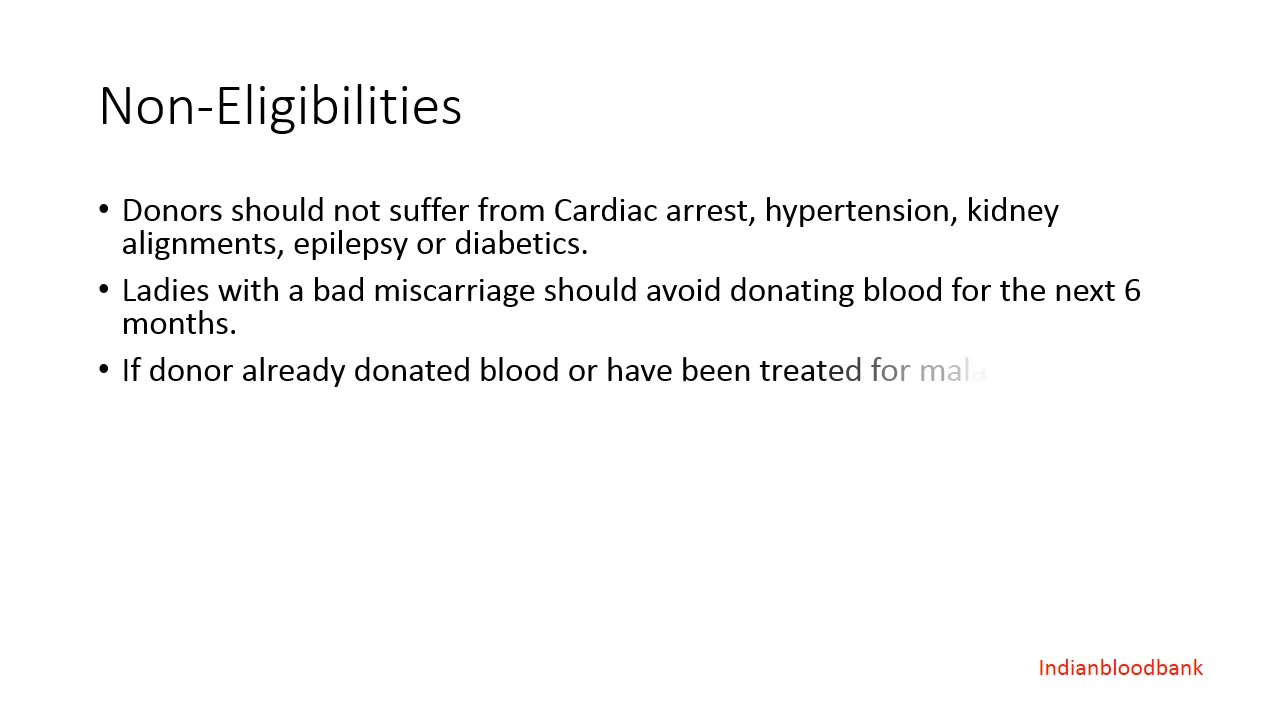 Non-Eligibilities
• Donors should not suffer from Cardiac arrest, hypertension, kidney
alignments, epilepsy or diabetics.
• Ladies with a bad miscarriage should avoid donating blood for the next 6
months.
• If donor already donated blood or have been treated for
Indianbloodbank